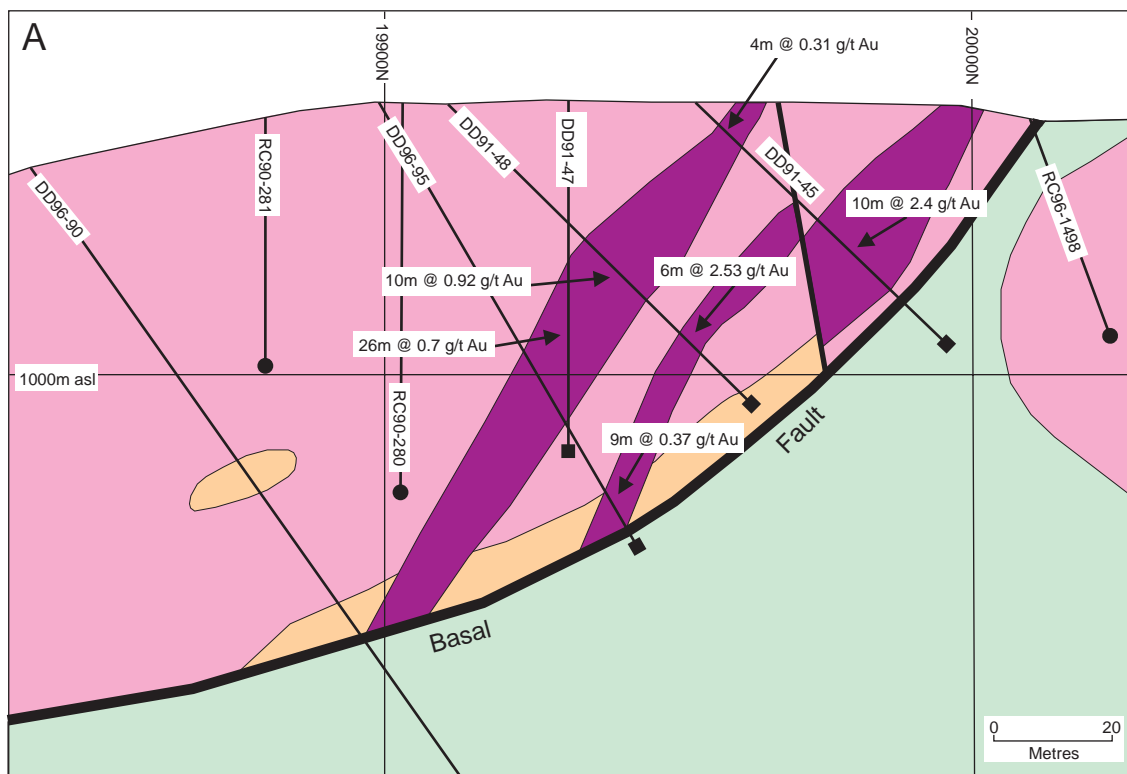 A
19900N
20000N
4m @ 0.31 g/t Au
DD96-90
RC90-281
RC90-280
DD96-95
DD91-48
DD91-47
DD91-45
RC96-1498
10m @ 2.4 g/t Au
6m @ 2.53 g/t Au
10m @ 0.92 g/t Au
26m @ 0.7 g/t Au
1000m asl
9m @ 0.37 g/t Au
Basal
Fault
0
20
Metres